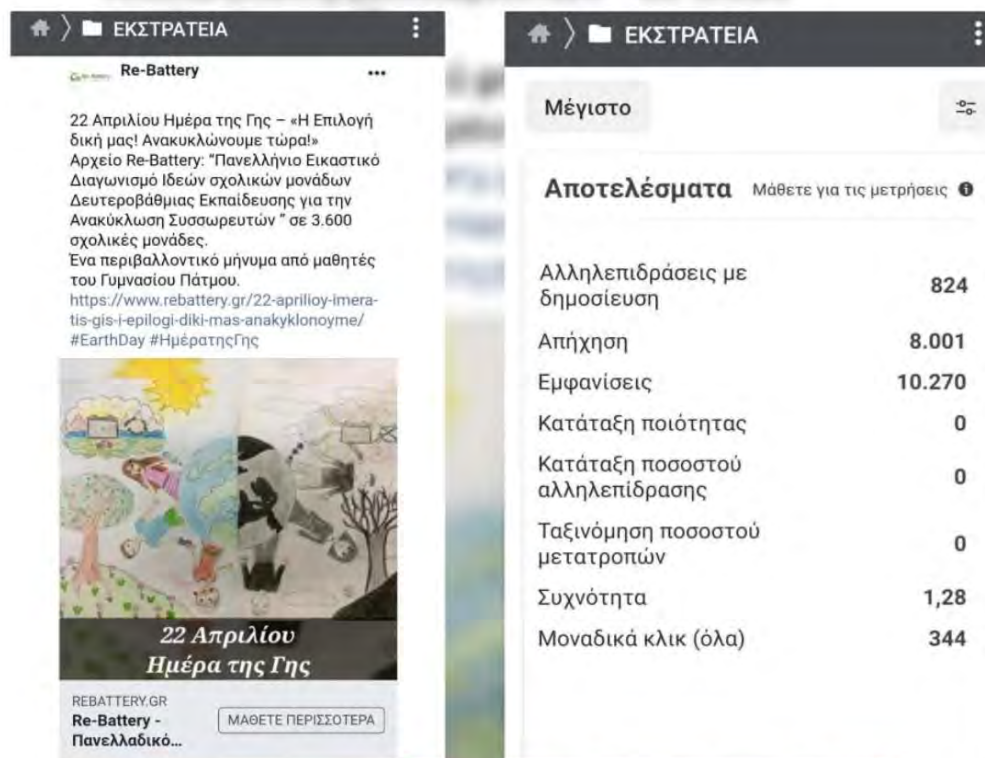 ΕΚΣΤΡΑΤΕΙΑ
Re-Battery
22 Απριλίου Ημέρα της Γης – «Η Επιλογή
δική μας! Ανακυκλώνουμε τώρα!»
Αρχείο Re-Battery: "Πανελλήνιο Εικαστικό
Διαγωνισμό Ιδεών σχολικών μονάδων
Δευτεροβάθμιας Εκπαίδευσης για την
Ανακύκλωση Συσσωρευτών " σε 3.600
σχολικές μονάδες.
Ένα περιβαλλοντικό μήνυμα από μαθητές
του Γυμνασίου Πάτμου.
https://www.rebattery.gr/22-aprilioy-imera-
tis-gis-i-epilogi-diki-mas-anakyklonoyme/
#EarthDay #ΗμέρατηςΓης
22 Απριλίου
Ημέρα της Γης
REBATTERY.GR
Re-Battery -
Πανελλαδικό...
ΜΑΘΕΤΕ ΠΕΡΙΣΣΟΤΕΡΑ
ΕΚΣΤΡΑΤΕΙΑ
Μέγιστο
Αποτελέσματα Μάθετε για τις μετρήσεις
Αλληλεπιδράσεις με
δημοσίευση 824
Απήχηση 8.001
Εμφανίσεις 10.270
Κατάταξη ποιότητας 0
Κατάταξη ποσοστού
αλληλεπίδρασης 0
Ταξινόμηση ποσοστού
μετατροπών 0
Συχνότητα 1,28
Μοναδικά κλικ (όλα) 344